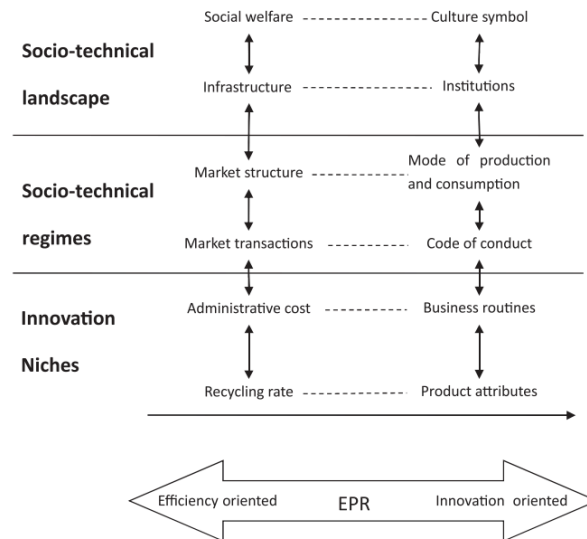 Social welfare
Culture symbol
Socio-technical
landscape
Infrastructure
Institutions
Market structure
Mode of production
and consumption
Socio-technical
regimes
Market transactions
Code of conduct
Innovation
Niches
Administrative cost
Business routines
Recycling rate
Product attributes
Efficiency oriented
EPR
Innovation oriented